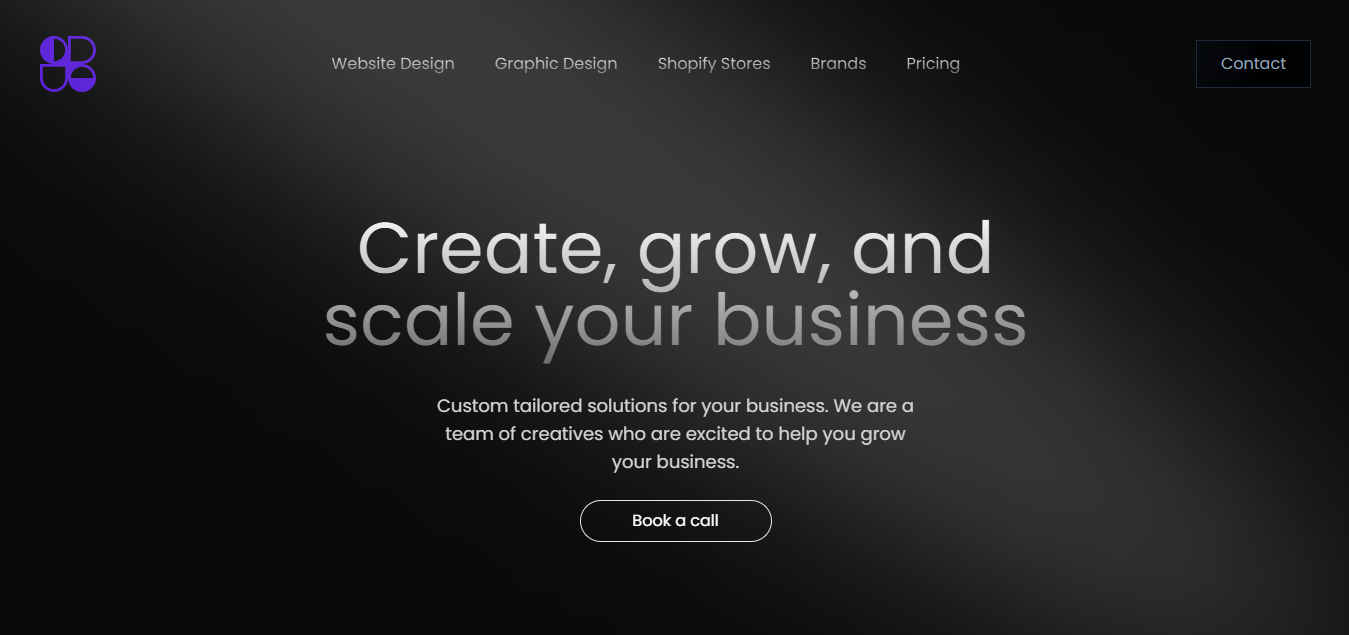 Website Design
Graphic Design
Shopify Stores
Brands
Pricing
Contact
Create, grow, and
scale your business
Custom tailored solutions for your business. We are a
team of creatives who are excited to help you grow
your business.
Book a call